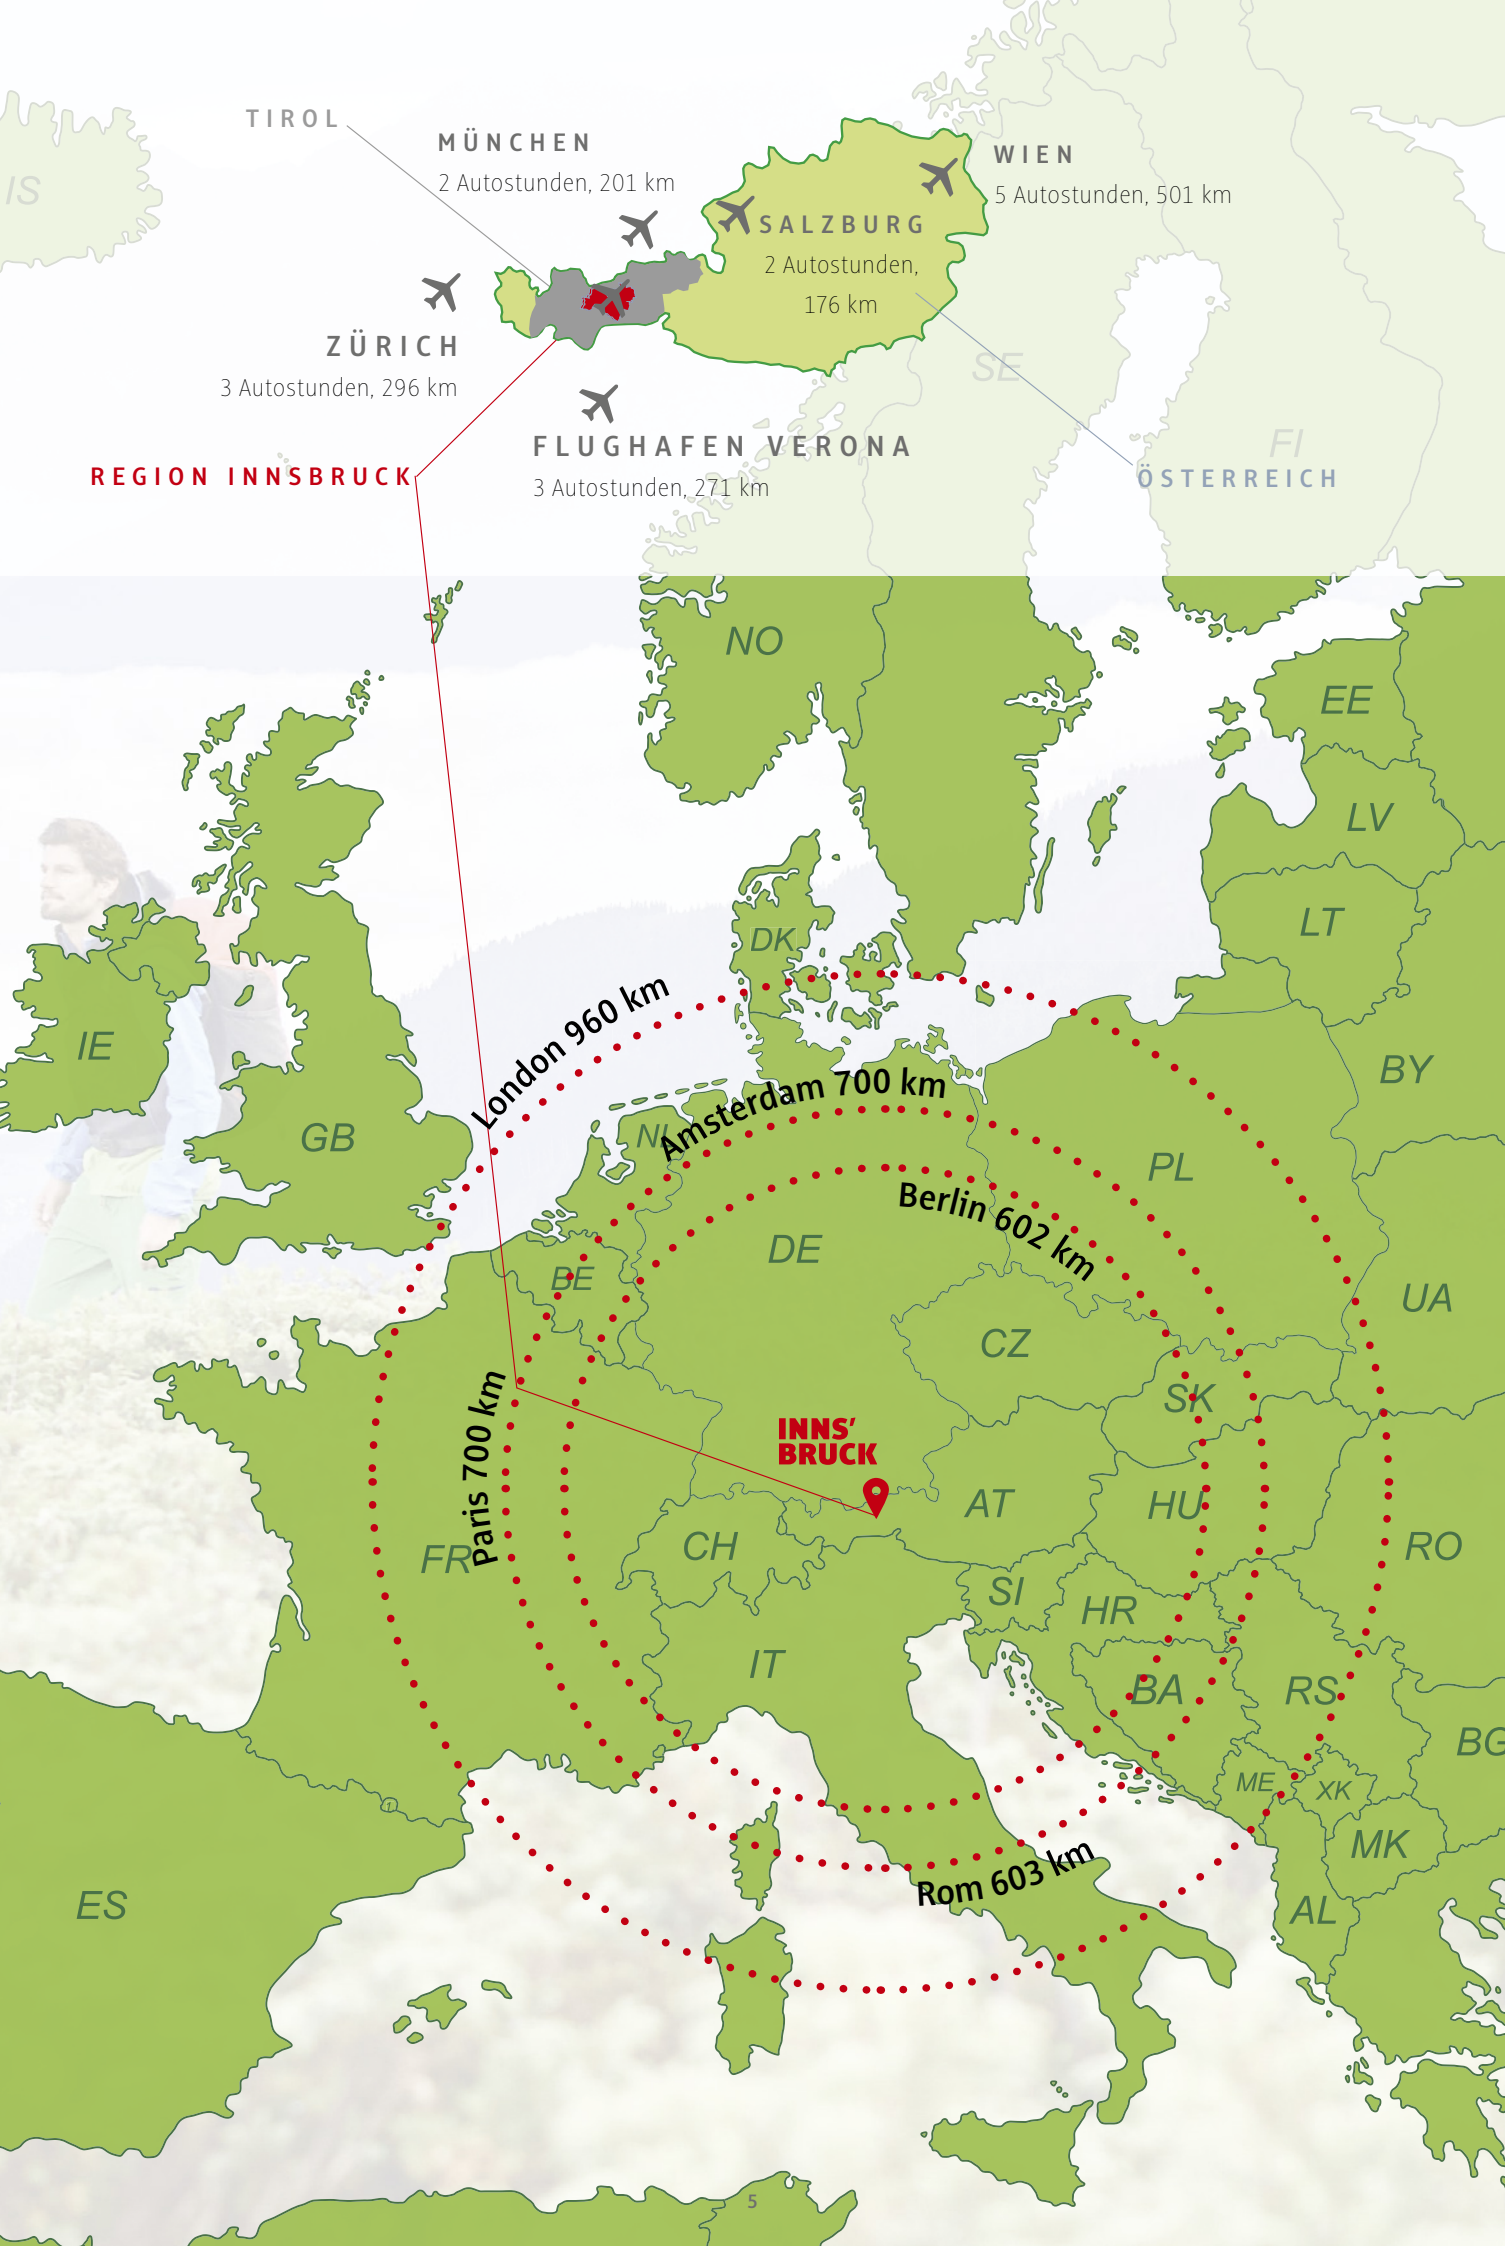 TIROL
MÜNCHEN
2 Autostunden, 201 km
WIEN
5 Autostunden, 501 km
IS
SALZBURG
2 Autostunden,
176 km
ZÜRICH
3 Autostunden, 296 km
SE
FLUGHAFEN VERONA
3 Autostunden, 271 km
REGION INNSBRUCK
FI
ÖSTERREICH
NO
EE
LV
LT
DK
London 960 km
IE
BY
GB
NL
Amsterdam 700 km
PL
Berlin 602 km
DE
BE
UA
CZ
SK
Paris 700 km
INNS'
BRUCK
AT
HU
CH
FR
RO
SI
HR
IT
BA
RS
BG
ME
XK
1
MK
Rom 603 km
ES
AL
5